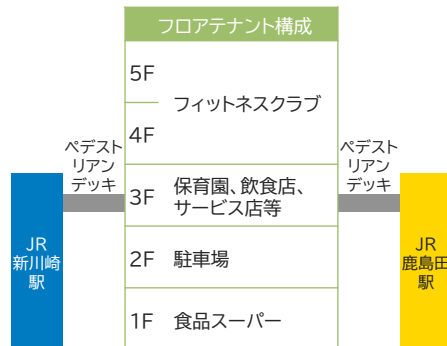 フロアテナント構成
5F
フィットネスクラブ
4F
ペデスト
リアン
デッキ
ペデスト
リアン
デッキ
3F 保育園、飲食店、
サービス店等
JR
新川崎
駅
2F 駐車場
JR
鹿島田
駅
1F 食品スーパー